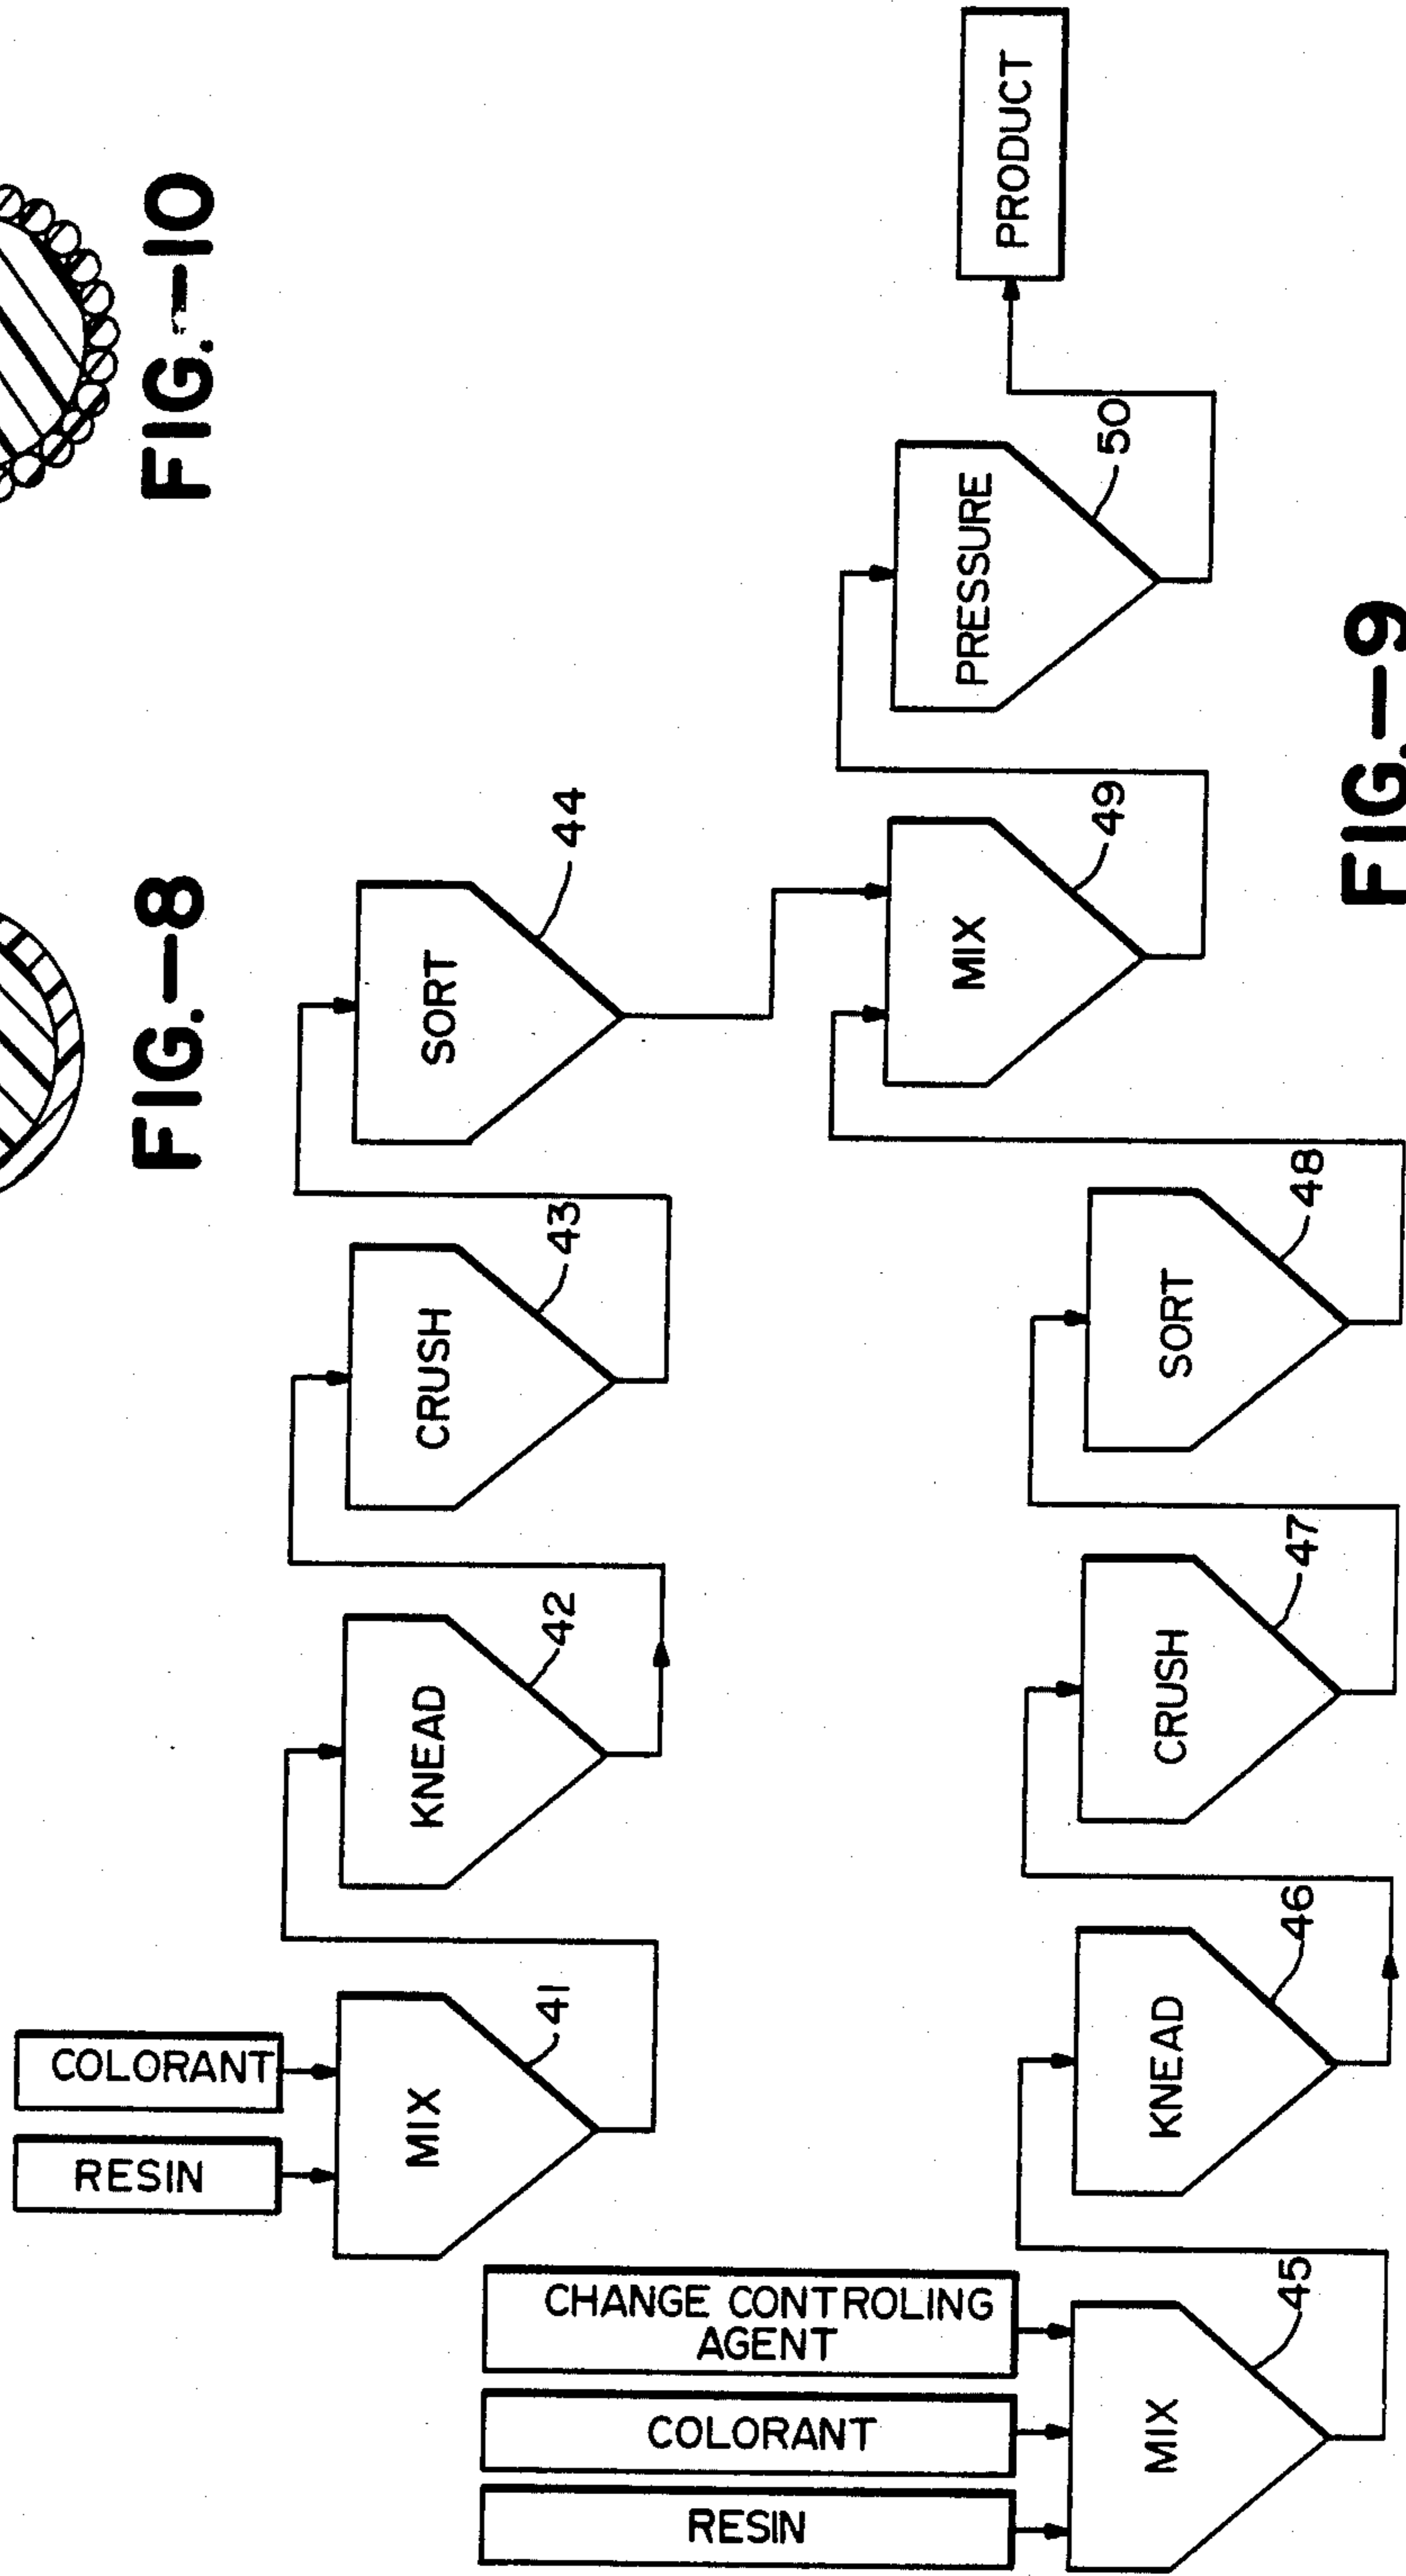 FIG.-8
FIG.-10
RESIN
COLORANT
MIX
41
KNEAD
42
CRUSH
43
SORT
44
RESIN
COLORANT
CHANGE CONTROLING
AGENT
MIX
45
KNEAD
46
CRUSH
47
SORT
48
MIX
49
PRESSURE
50
PRODUCT
FIG.-9